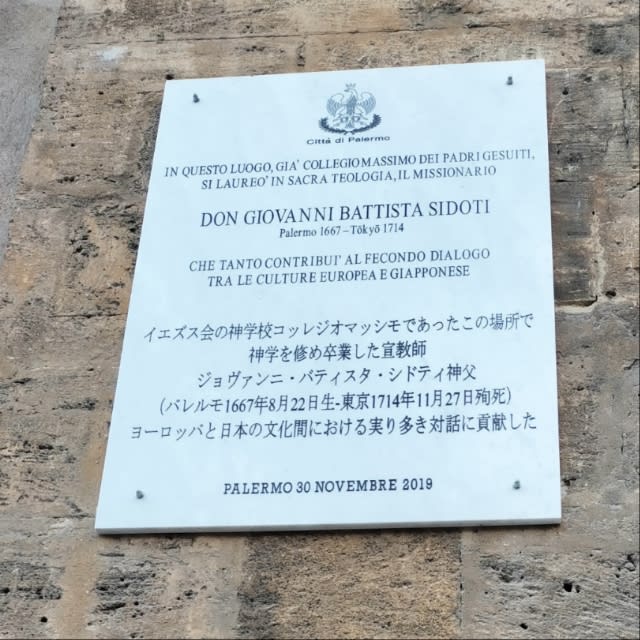 Città di Palermo
IN QUESTO LUOGO, GIA' COLLEGIO MASSIMO DEI PADRI GESUITI,
SI LAUREO' IN SACRA TEOLOGIA, IL MISSIONARIO
DON GIOVANNI BATTISTA SIDOTI
Palermo 1667 – Tōkyō 1714
CHE TANTO CONTRIBUI' AL FECONDO DIALOGO
TRA LE CULTURE EUROPEA E GIAPPONESE
イエズス会の神学校コッレジオマッシモであったこの場所で
神学を修め卒業した宣教師
ジョヴァンニ・バティスタ・シドティ神父
(パレルモ1667年8月22日生-東京1714年11月27日殉死)
ヨーロッパと日本の文化間における実り多き対話に貢献した
PALERMO 30 NOVEMBRE 2019